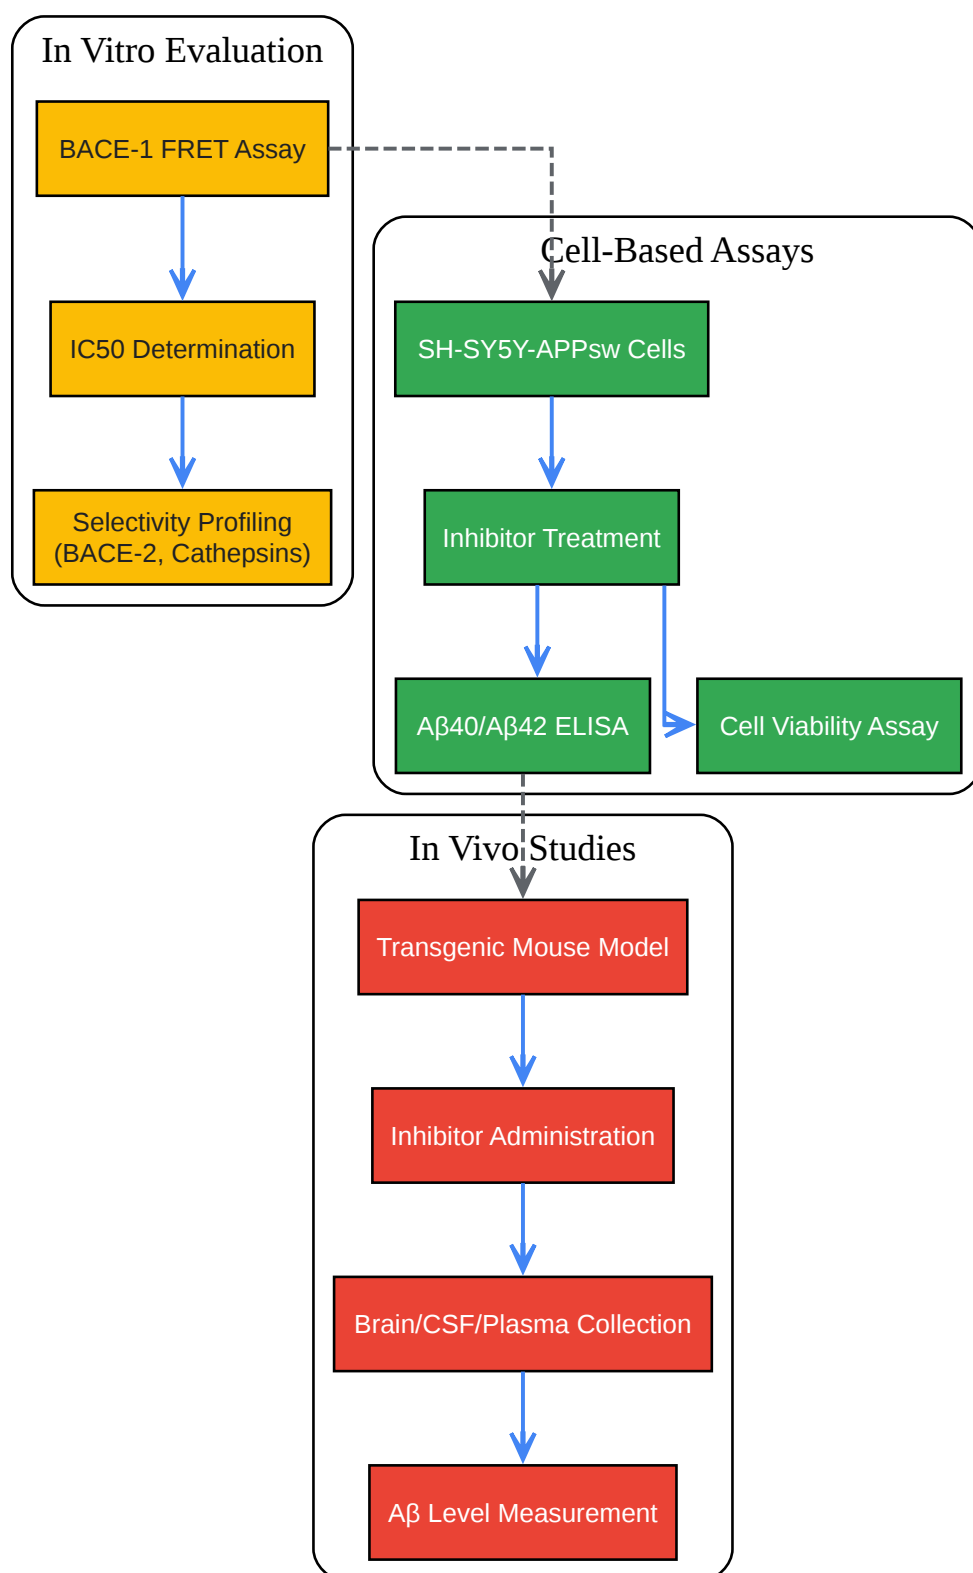 In Vitro Evaluation
BACE-1 FRET Assay
IC50 Determination
Selectivity Profiling
(BACE-2, Cathepsins)
Cell-Based Assays
SH-SY5Y-APPsw Cells
Inhibitor Treatment
Aβ40/Aβ42 ELISA
Cell Viability Assay
In Vivo Studies
Transgenic Mouse Model
Inhibitor Administration
Brain/CSF/Plasma Collection
Aβ Level Measurement